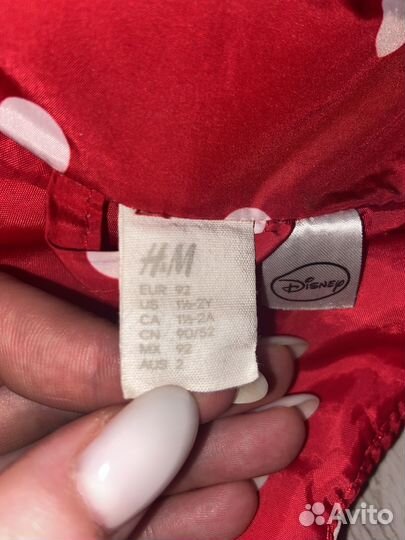 H&M
EUR 92
US 1½-2Y
CA 1½-2A
CN 90/52
MX 92
AUS 2
Disney
Avito